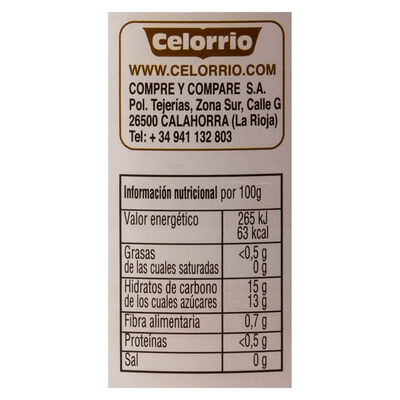 Celorrio
WWW.CELORRIO.COM
COMPRE Y COMPARE S.A.
Pol. Tejerías, Zona Sur, Calle G
26500 CALAHORRA (La Rioja)
Tel: + 34 941 132 803
Información nutricional por 100g
Valor energético 265 kJ
63 kcal
Grasas <0,5 g
de las cuales saturadas 0 g
Hidratos de carbono 15 g
de los cuales azúcares 13 g
Fibra alimentaria 0,7 g
Proteínas <0,5 g
Sal 0 g